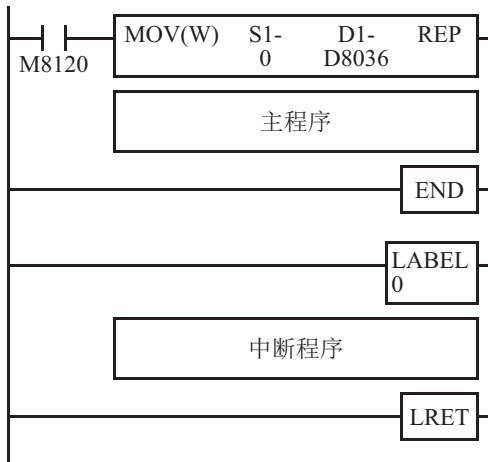 MOV(W) S1- D1- REP
0 D8036
M8120
主程序
END
LABEL
0
中断程序
LRET